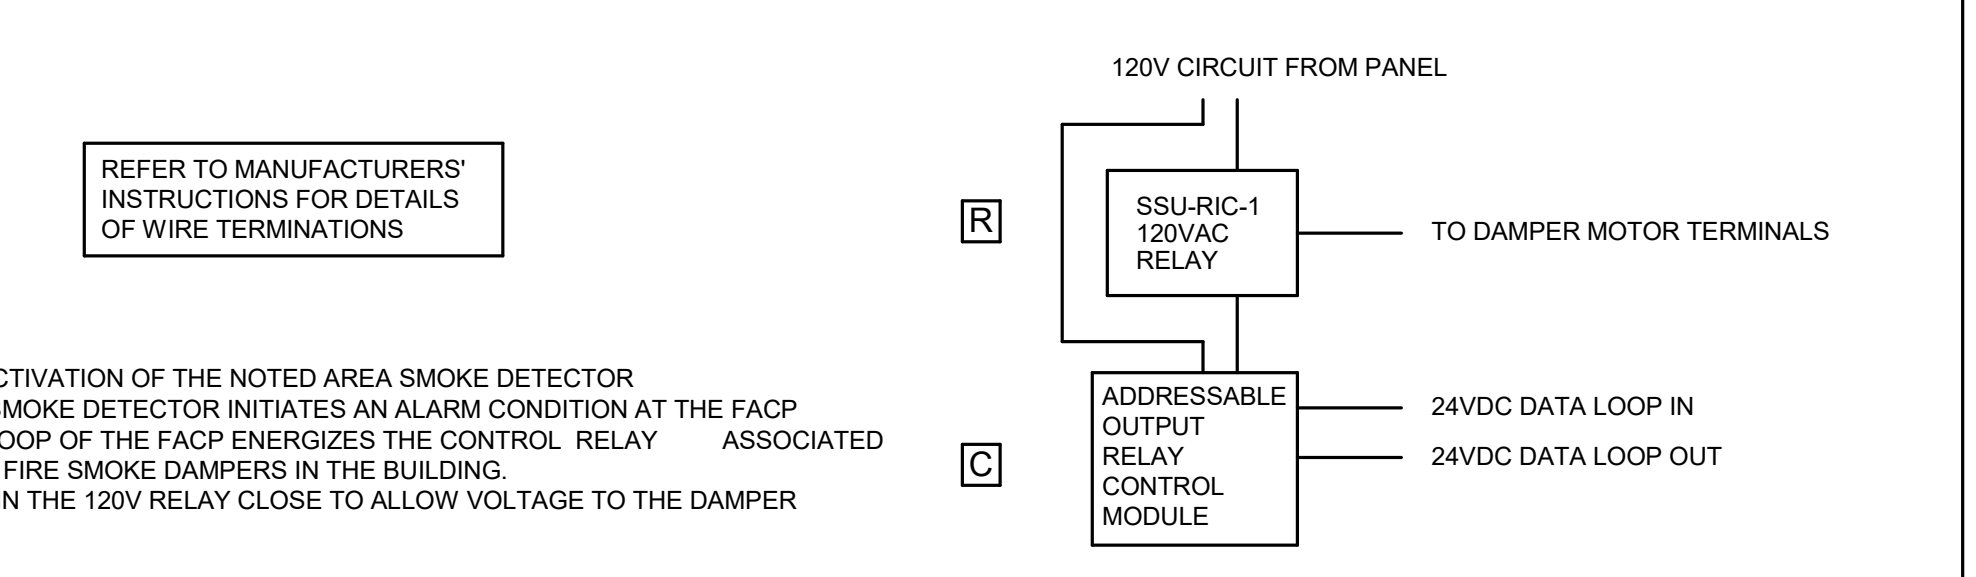 120V CIRCUIT FROM PANEL
REFER TO MANUFACTURERS'
INSTRUCTIONS FOR DETAILS
OF WIRE TERMINATIONS
R
SSU-RIC-1
120VAC
RELAY
TO DAMPER MOTOR TERMINALS
OF THE NOTED AREA SMOKE DETECTOR
SMOKE DETECTOR INITIATES AN ALARM CONDITION AT THE FACP
OF THE FACP ENERGIZES THE CONTROL RELAY ASSOCIATED
FIRE SMOKE DAMPERS IN THE BUILDING.
IN THE 120V RELAY CLOSE TO ALLOW VOLTAGE TO THE DAMPER
C
ADDRESSABLE
OUTPUT
RELAY
CONTROL
MODULE
24VDC DATA LOOP IN
24VDC DATA LOOP OUT